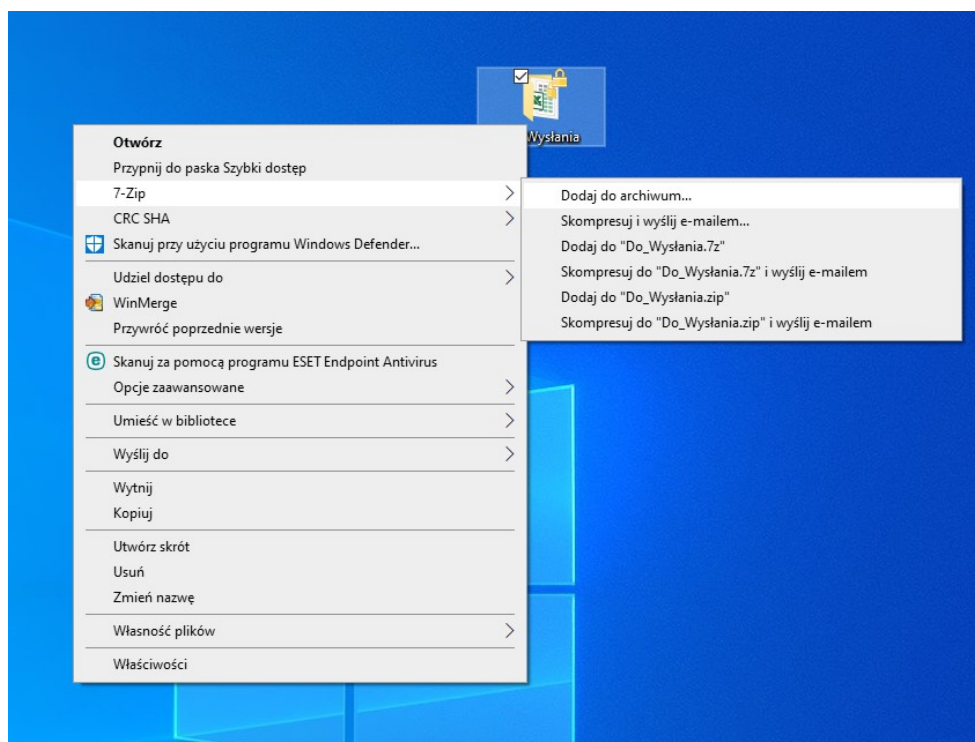 Wysłania
Otwórz
Przypnij do paska Szybki dostęp
7-Zip
CRC SHA
Skanuj przy użyciu programu Windows Defender...
Udziel dostępu do
WinMerge
Przywróć poprzednie wersje
Skanuj za pomocą programu ESET Endpoint Antivirus
Opcje zaawansowane
Umieść w bibliotece
Wyślij do
Wytnij
Kopiuj
Utwórz skrót
Usuń
Zmień nazwę
Własność plików
Właściwości
Dodaj do archiwum...
Skompresuj i wyślij e-mailem...
Dodaj do "Do_Wysłania.7z"
Skompresuj do "Do_Wysłania.7z" i wyślij e-mailem
Dodaj do "Do_Wysłania.zip"
Skompresuj do "Do_Wysłania.zip" i wyślij e-mailem